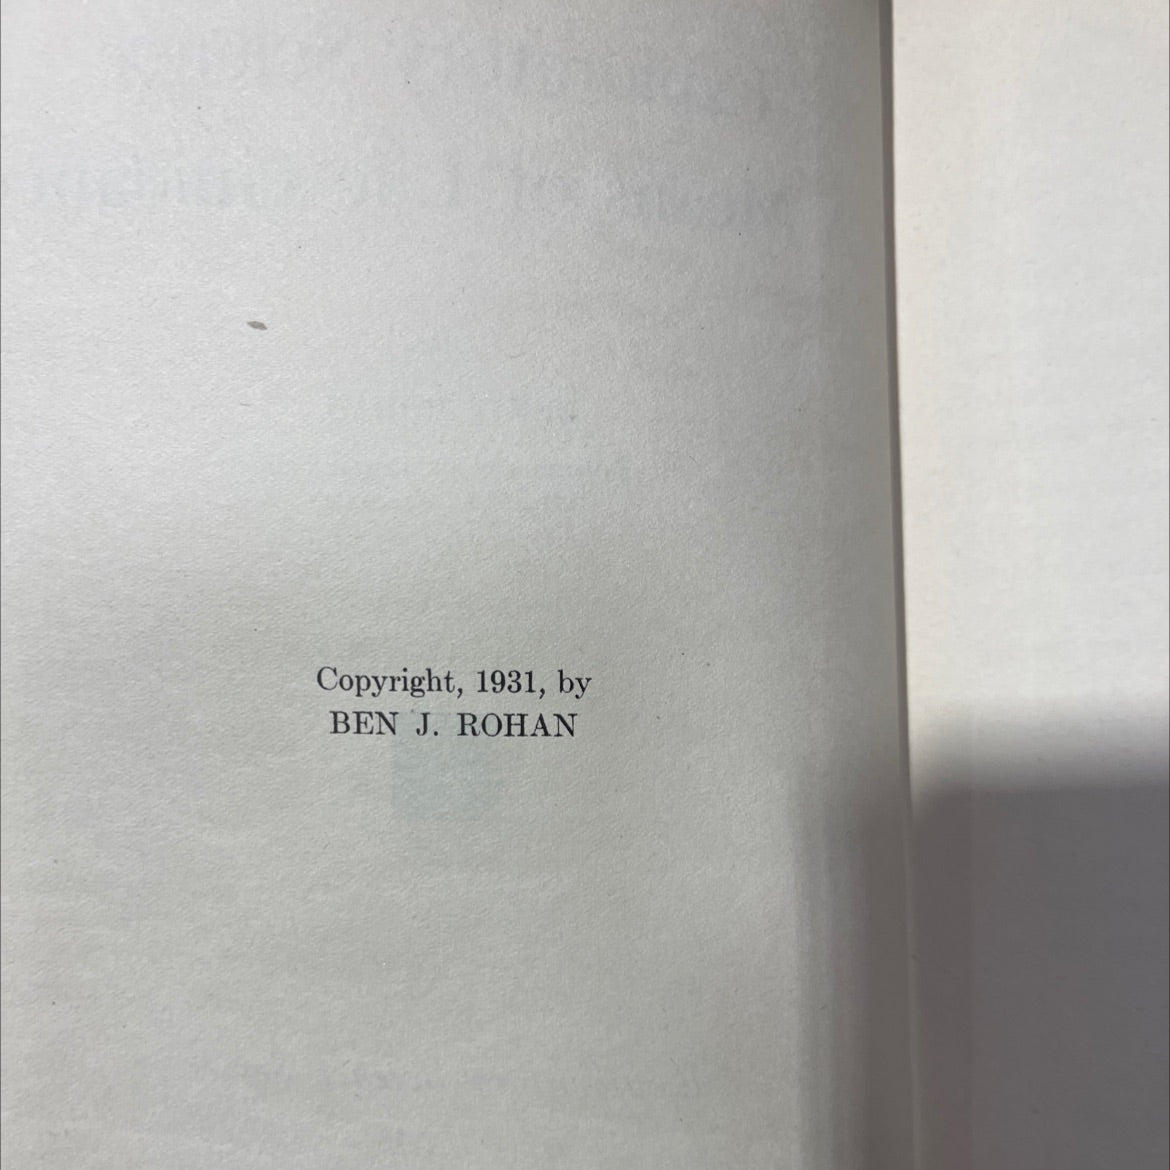 Copyright, 1931, by
BEN J. ROHAN